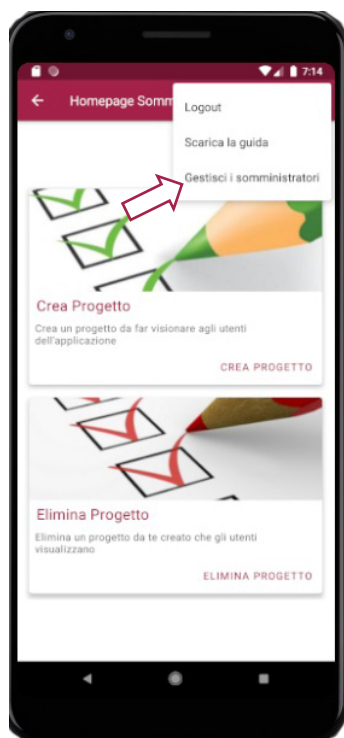 7:14
Homepage Somm
Logout
Scarica la guida
Gestisci i somministratori
Crea Progetto
Crea un progetto da far visionare agli utenti
dell'applicazione
CREA PROGETTO
Elimina Progetto
Elimina un progetto da te creato che gli utenti
visualizzano
ELIMINA PROGETTO